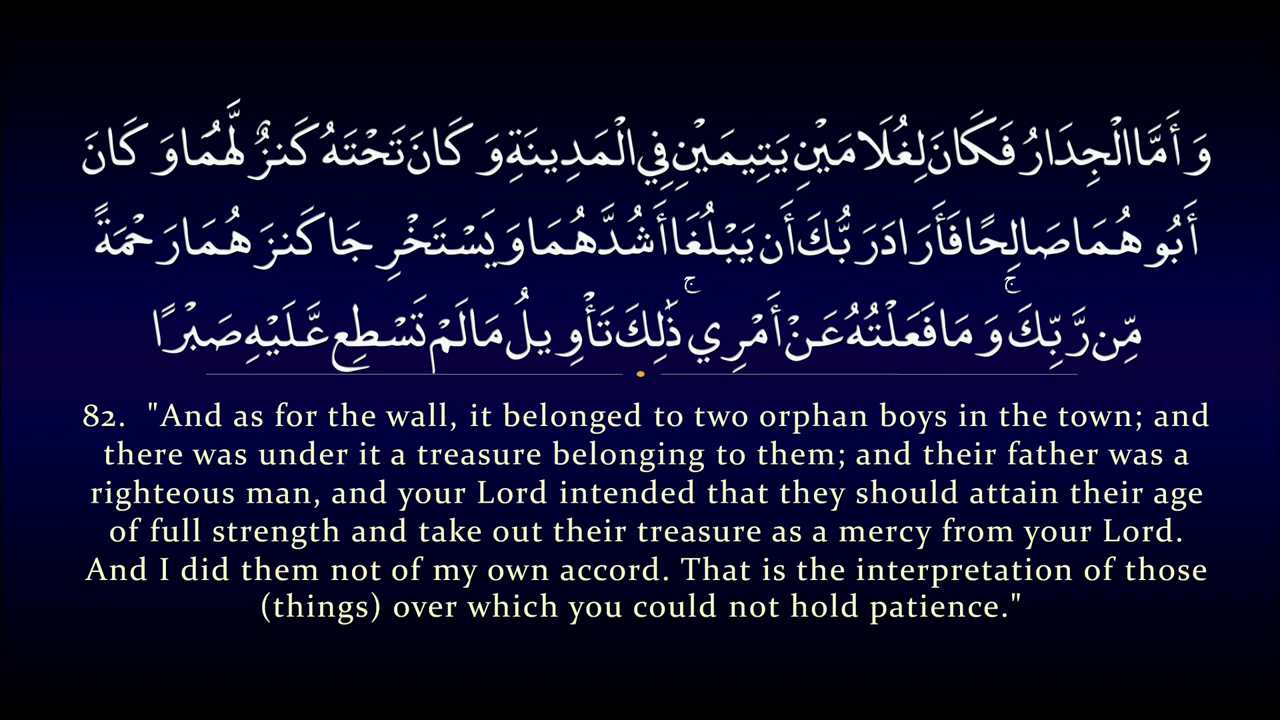 وَ أَمَّا الْجِدَارُ فَكَانَ لِغُلَامَيْنِ يَتِيمَيْنِ فِي الْمَدِينَةِ وَ كَانَ تَحْتَهُ كَنزٌ لَّهُمَا وَ كَانَ
أَبُو هُمَا صَالِحًا فَأَرَادَ رَبُّكَ أَن يَبْلُغَا أَشُدَّهُمَا وَ يَسْتَخْرِجَا كَنزَ هُمَا رَحْمَةً
مِّن رَّبِّكَ ۚ وَ مَا فَعَلْتُهُ عَنْ أَمْرِي ۚ ذَٰلِكَ تَأْوِيلُ مَا لَمْ تَسْطِع عَّلَيْهِ صَبْرًا
82. "And as for the wall, it belonged to two orphan boys in the town; and
there was under it a treasure belonging to them; and their father was a
righteous man, and your Lord intended that they should attain their age
of full strength and take out their treasure as a mercy from your Lord.
And I did them not of my own accord. That is the interpretation of those
(things) over which you could not hold patience."